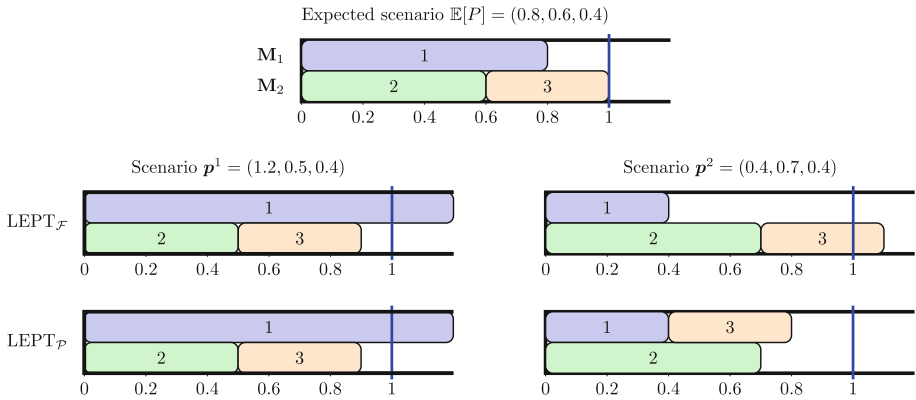 Expected scenario 𝔼[P] = (0.8, 0.6, 0.4)
M₁ 1
M₂ 2 3
0 0.2 0.4 0.6 0.8 1
Scenario p¹ = (1.2, 0.5, 0.4)
Scenario p² = (0.4, 0.7, 0.4)
LEPT_ℱ
1
2 3
0 0.2 0.4 0.6 0.8 1
1
2 3
0 0.2 0.4 0.6 0.8 1
LEPT_𝒫
1
2 3
0 0.2 0.4 0.6 0.8 1
1 3
2
0 0.2 0.4 0.6 0.8 1